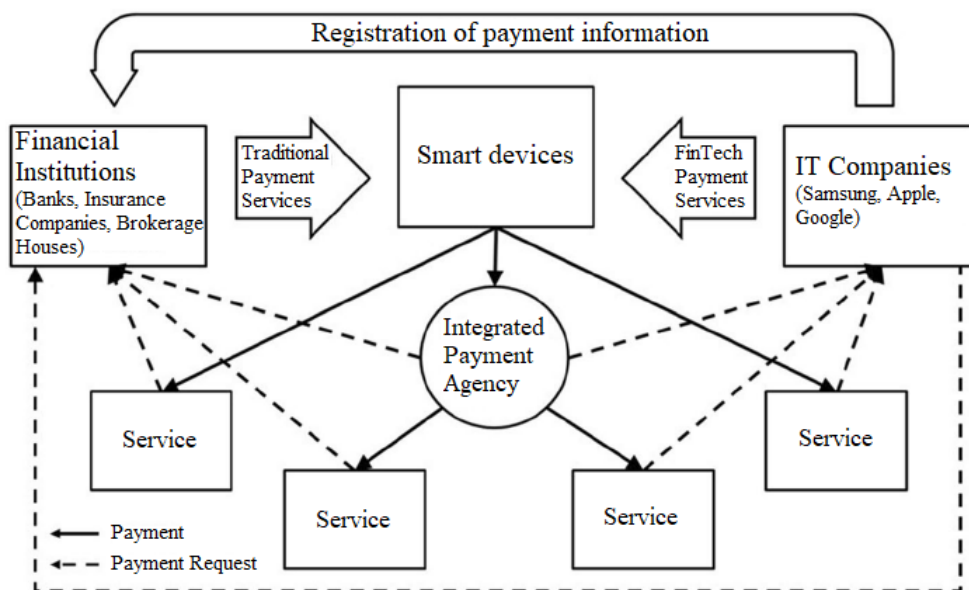 Registration of payment information
Financial
Institutions
(Banks, Insurance
Companies, Brokerage
Houses)
Traditional
Payment
Services
Smart devices
FinTech
Payment
Services
IT Companies
(Samsung, Apple,
Google)
Integrated
Payment
Agency
Service
Service
Service
Service
Payment
Payment Request